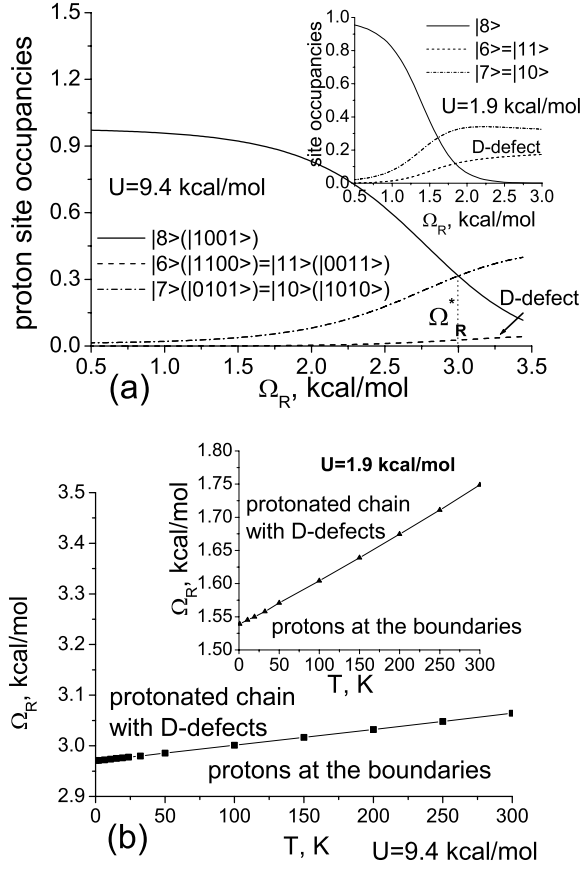 1.5
1.2
0.9
0.6
0.3
0.0
proton site occupancies
U=9.4 kcal/mol
|8>(|1001>)
|6>(|1100>)=|11>(|0011>)
|7>(|0101>)=|10>(|1010>)
D-defect
Ω*R
0.5 1.0 1.5 2.0 2.5 3.0 3.5
(a)
ΩR, kcal/mol
1.0
0.8
0.6
0.4
0.2
0.0
site occupancies
|8>
|6>=|11>
|7>=|10>
U=1.9 kcal/mol
D-defect
0.5 1.0 1.5 2.0 2.5 3.0
ΩR, kcal/mol
3.5
3.4
3.3
3.2
3.1
3.0
2.9
ΩR, kcal/mol
protonated chain
with D-defects
protons at the boundaries
0 50 100 150 200 250 300
(b)
T, K
U=9.4 kcal/mol
1.80
1.75
1.70
1.65
1.60
1.55
1.50
ΩR, kcal/mol
U=1.9 kcal/mol
protonated chain
with D-defects
protons at the boundaries
0 50 100 150 200 250 300
T, K